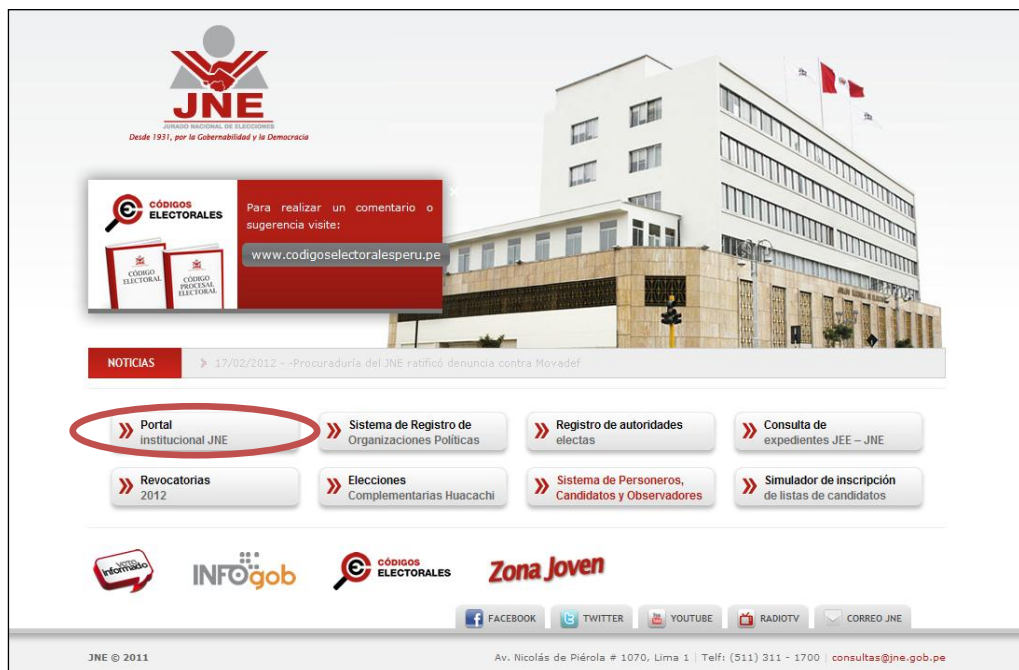 JNE
JURADO NACIONAL DE ELECCIONES
Desde 1931, por la Gobernabilidad y la Democracia
CÓDIGOS
ELECTORALES
CÓDIGO
ELECTORAL
CÓDIGO
PROCESAL
ELECTORAL
Para realizar un comentario o
sugerencia visite:
www.codigoselectoralesperu.pe
NOTICIAS
17/02/2012 - -Procuraduría del JNE ratificó denuncia contra Movadef
Portal
institucional JNE
Sistema de Registro de
Organizaciones Políticas
Registro de autoridades
electas
Consulta de
expedientes JEE – JNE
Revocatorias
2012
Elecciones
Complementarias Huacachi
Sistema de Personeros,
Candidatos y Observadores
Simulador de inscripción
de listas de candidatos
voto
informado
INFOgob
CÓDIGOS
ELECTORALES
Zona Joven
FACEBOOK
TWITTER
YOUTUBE
RADIOTV
CORREO JNE
JNE © 2011
Av. Nicolás de Piérola # 1070, Lima 1 | Telf: (511) 311 - 1700 | consultas@jne.gob.pe